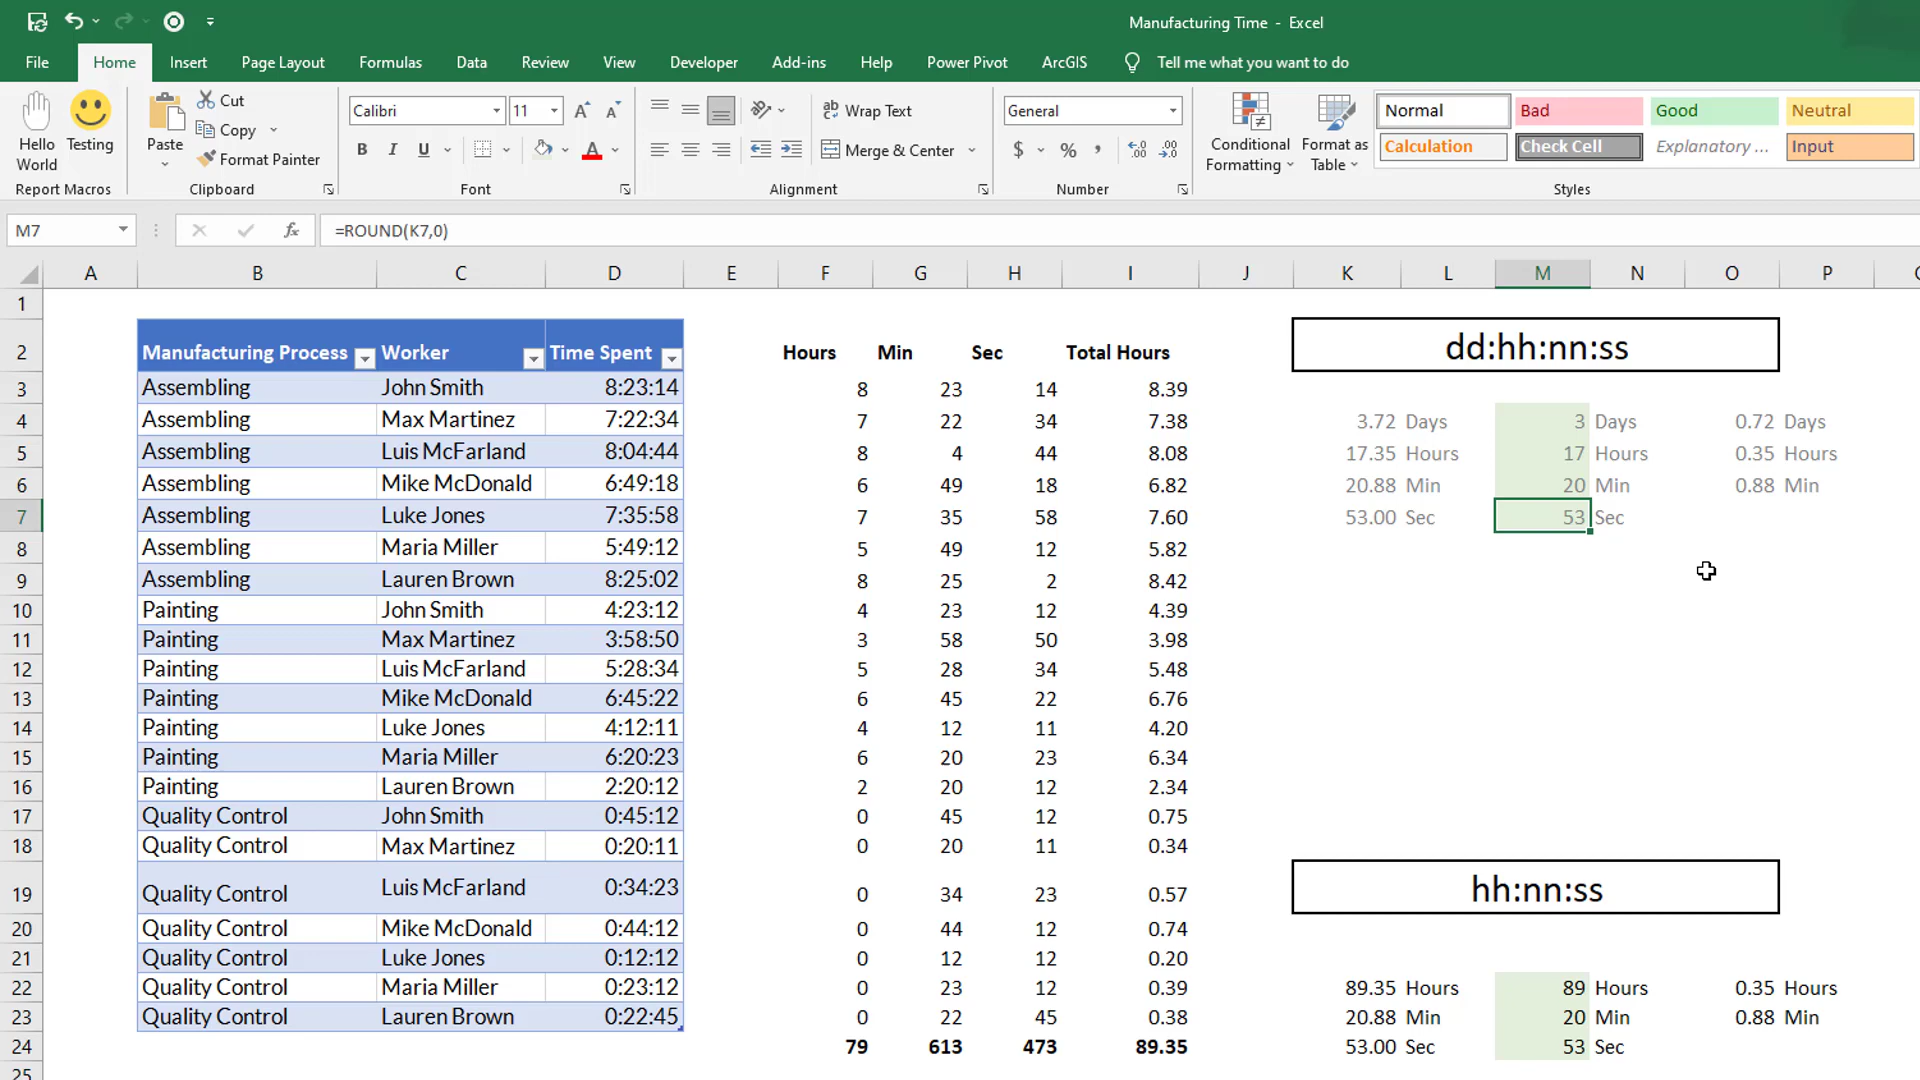 Manufacturing Time - Excel
File Home Insert Page Layout Formulas Data Review View Developer Add-ins Help Power Pivot ArcGIS Tell me what you want to do
Hello World
Testing
Report Macros
Paste
Cut
Copy
Format Painter
Clipboard
Calibri 11
B I U
Font
Wrap Text
Merge & Center
Alignment
General
$ % ,
Number
Conditional Formatting
Format as Table
Normal Bad Good Neutral
Calculation Check Cell Explanatory ... Input
Styles
M7 fx =ROUND(K7,0)
A B C D E F G H I J K L M N O P
1
2 Manufacturing Process Worker Time Spent Hours Min Sec Total Hours dd:hh:nn:ss
3 Assembling John Smith 8:23:14 8 23 14 8.39
4 Assembling Max Martinez 7:22:34 7 22 34 7.38 3.72 Days 3 Days 0.72 Days
5 Assembling Luis McFarland 8:04:44 8 4 44 8.08 17.35 Hours 17 Hours 0.35 Hours
6 Assembling Mike McDonald 6:49:18 6 49 18 6.82 20.88 Min 20 Min 0.88 Min
7 Assembling Luke Jones 7:35:58 7 35 58 7.60 53.00 Sec 53 Sec
8 Assembling Maria Miller 5:49:12 5 49 12 5.82
9 Assembling Lauren Brown 8:25:02 8 25 2 8.42
10 Painting John Smith 4:23:12 4 23 12 4.39
11 Painting Max Martinez 3:58:50 3 58 50 3.98
12 Painting Luis McFarland 5:28:34 5 28 34 5.48
13 Painting Mike McDonald 6:45:22 6 45 22 6.76
14 Painting Luke Jones 4:12:11 4 12 11 4.20
15 Painting Maria Miller 6:20:23 6 20 23 6.34
16 Painting Lauren Brown 2:20:12 2 20 12 2.34
17 Quality Control John Smith 0:45:12 0 45 12 0.75
18 Quality Control Max Martinez 0:20:11 0 20 11 0.34
19 Quality Control Luis McFarland 0:34:23 0 34 23 0.57 hh:nn:ss
20 Quality Control Mike McDonald 0:44:12 0 44 12 0.74
21 Quality Control Luke Jones 0:12:12 0 12 12 0.20
22 Quality Control Maria Miller 0:23:12 0 23 12 0.39 89.35 Hours 89 Hours 0.35 Hours
23 Quality Control Lauren Brown 0:22:45 0 22 45 0.38 20.88 Min 20 Min 0.88 Min
24 79 613 473 89.35 53.00 Sec 53 Sec
25